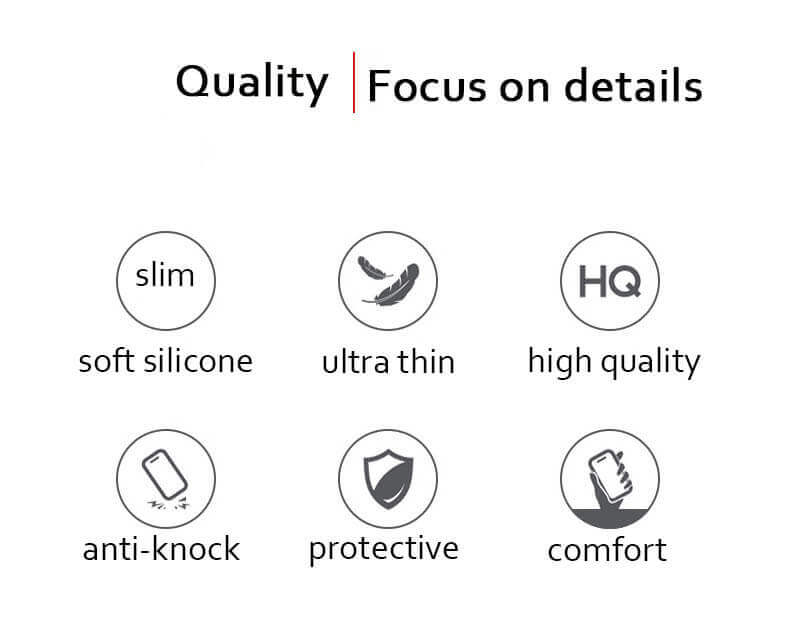 Quality Focus on details
slim
HQ
soft silicone ultra thin high quality
anti-knock protective comfort